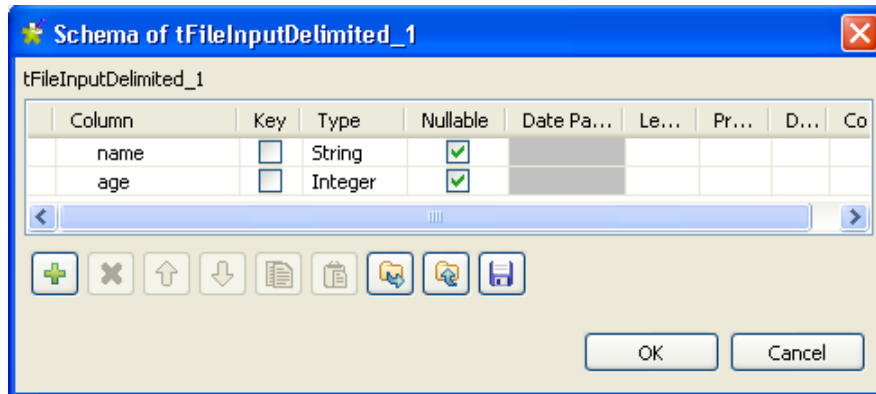 Schema of tFileInputDelimited_1
tFileInputDelimited_1
Column Key Type Nullable Date Pa... Le... Pr... D... Co
name String
age Integer
OK Cancel